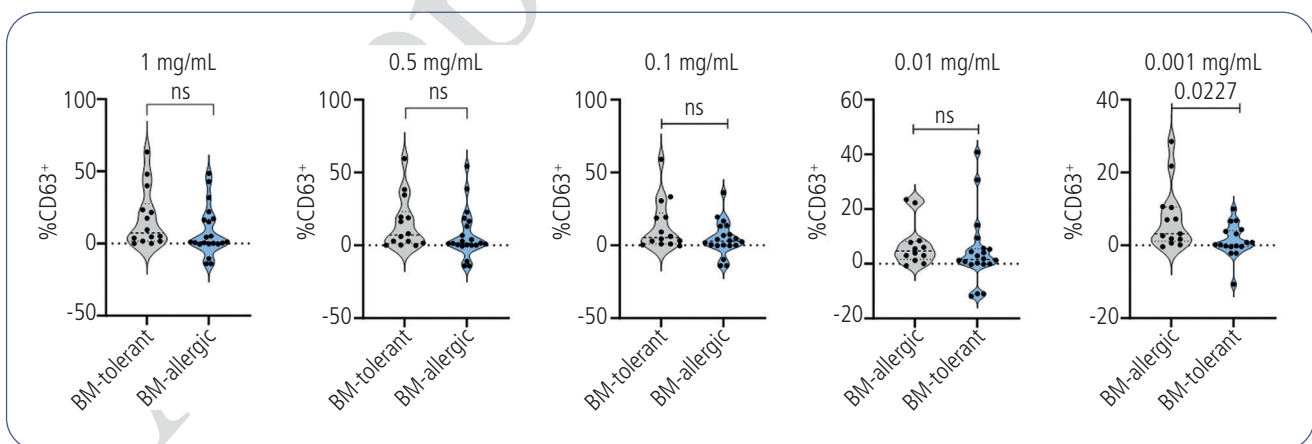 1 mg/mL
ns
%CD63+
100
50
0
-50
BM-tolerant
BM-allergic
0.5 mg/mL
ns
%CD63+
100
50
0
-50
BM-tolerant
BM-allergic
0.1 mg/mL
ns
%CD63+
100
50
0
-50
BM-tolerant
BM-allergic
0.01 mg/mL
ns
%CD63+
60
40
20
0
-20
BM-allergic
BM-tolerant
0.001 mg/mL
0.0227
%CD63+
40
20
0
-20
BM-allergic
BM-tolerant